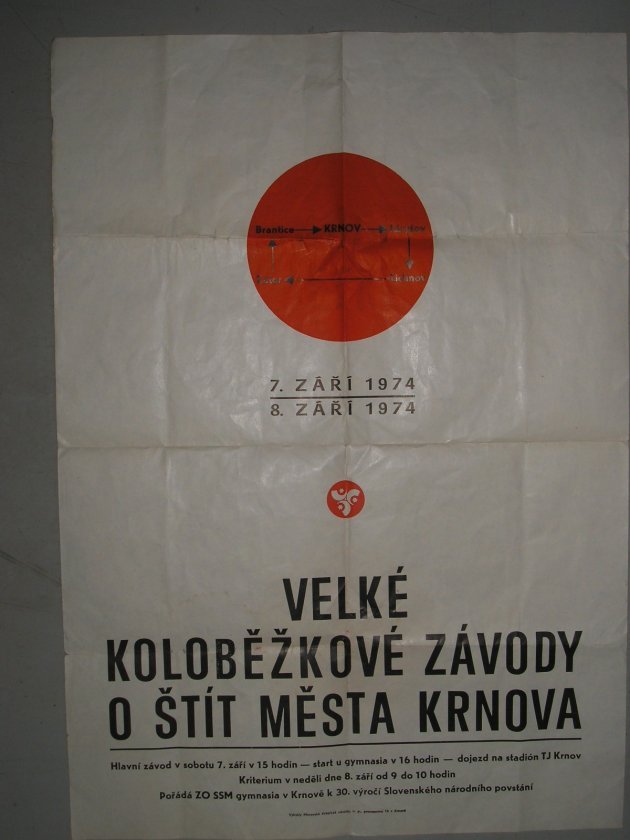 Brantice KRNOV
7. ZÁŘÍ 1974
8. ZÁŘÍ 1974
VELKÉ
KOLOBĚŽKOVÉ ZÁVODY
O ŠTÍT MĚSTA KRNOVA
Hlavní závod v sobotu 7. září v 15 hodin — start u gymnasia v 16 hodin — dojezd na stadión TJ Krnov
Kriterium v neděli dne 8. září od 9 do 10 hodin
Pořádá ZO SSM gymnasia v Krnově k 30. výročí Slovenského národního povstání